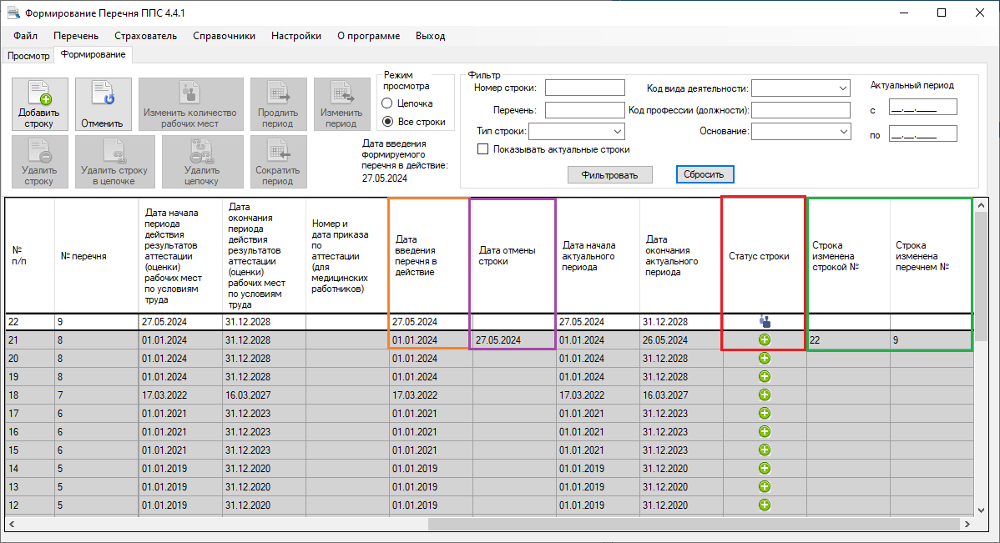 Формирование Перечня ППС 4.4.1
Файл Перечень Страхователь Справочники Настройки О программе Выход
Просмотр Формирование
Добавить
строку
Отменить
Изменить количество
рабочих мест
Продлить
период
Изменить
период
Удалить
строку
Удалить строку
в цепочке
Удалить
цепочку
Сократить
период
Режим
просмотра
Цепочка
Все строки
Дата введения
формируемого
перечня в действие:
27.05.2024
Фильтр
Номер строки:
Код вида деятельности:
Перечень:
Код профессии (должности):
Тип строки:
Основание:
Показывать актуальные строки
Фильтровать
Сбросить
Актуальный период
с __.__.____
по __.__.____
№
п/п
№ перечня
Дата начала
периода
действия
результатов
аттестации
(оценки)
рабочих мест
по условиям
труда
Дата
окончания
периода
действия
результатов
аттестации
(оценки)
рабочих мест
по условиям
труда
Номер и
дата приказа
по
аттестации
(для
медицинских
работников)
Дата
введения
перечня в
действие
Дата отмены
строки
Дата начала
актуального
периода
Дата
окончания
актуального
периода
Статус строки
Строка
изменена
строкой №
Строка
изменена
перечнем №
22 9 27.05.2024 31.12.2028 27.05.2024 27.05.2024 31.12.2028
21 8 01.01.2024 31.12.2028 01.01.2024 27.05.2024 01.01.2024 26.05.2024 22 9
20 8 01.01.2024 31.12.2028 01.01.2024 01.01.2024 31.12.2028
19 8 01.01.2024 31.12.2028 01.01.2024 01.01.2024 31.12.2028
18 7 17.03.2022 16.03.2027 17.03.2022 17.03.2022 16.03.2027
17 6 01.01.2021 31.12.2023 01.01.2021 01.01.2021 31.12.2023
16 6 01.01.2021 31.12.2023 01.01.2021 01.01.2021 31.12.2023
15 6 01.01.2021 31.12.2023 01.01.2021 01.01.2021 31.12.2023
14 5 01.01.2019 31.12.2020 01.01.2019 01.01.2019 31.12.2020
13 5 01.01.2019 31.12.2020 01.01.2019 01.01.2019 31.12.2020
12 5 01.01.2019 31.12.2020 01.01.2019 01.01.2019 31.12.2020